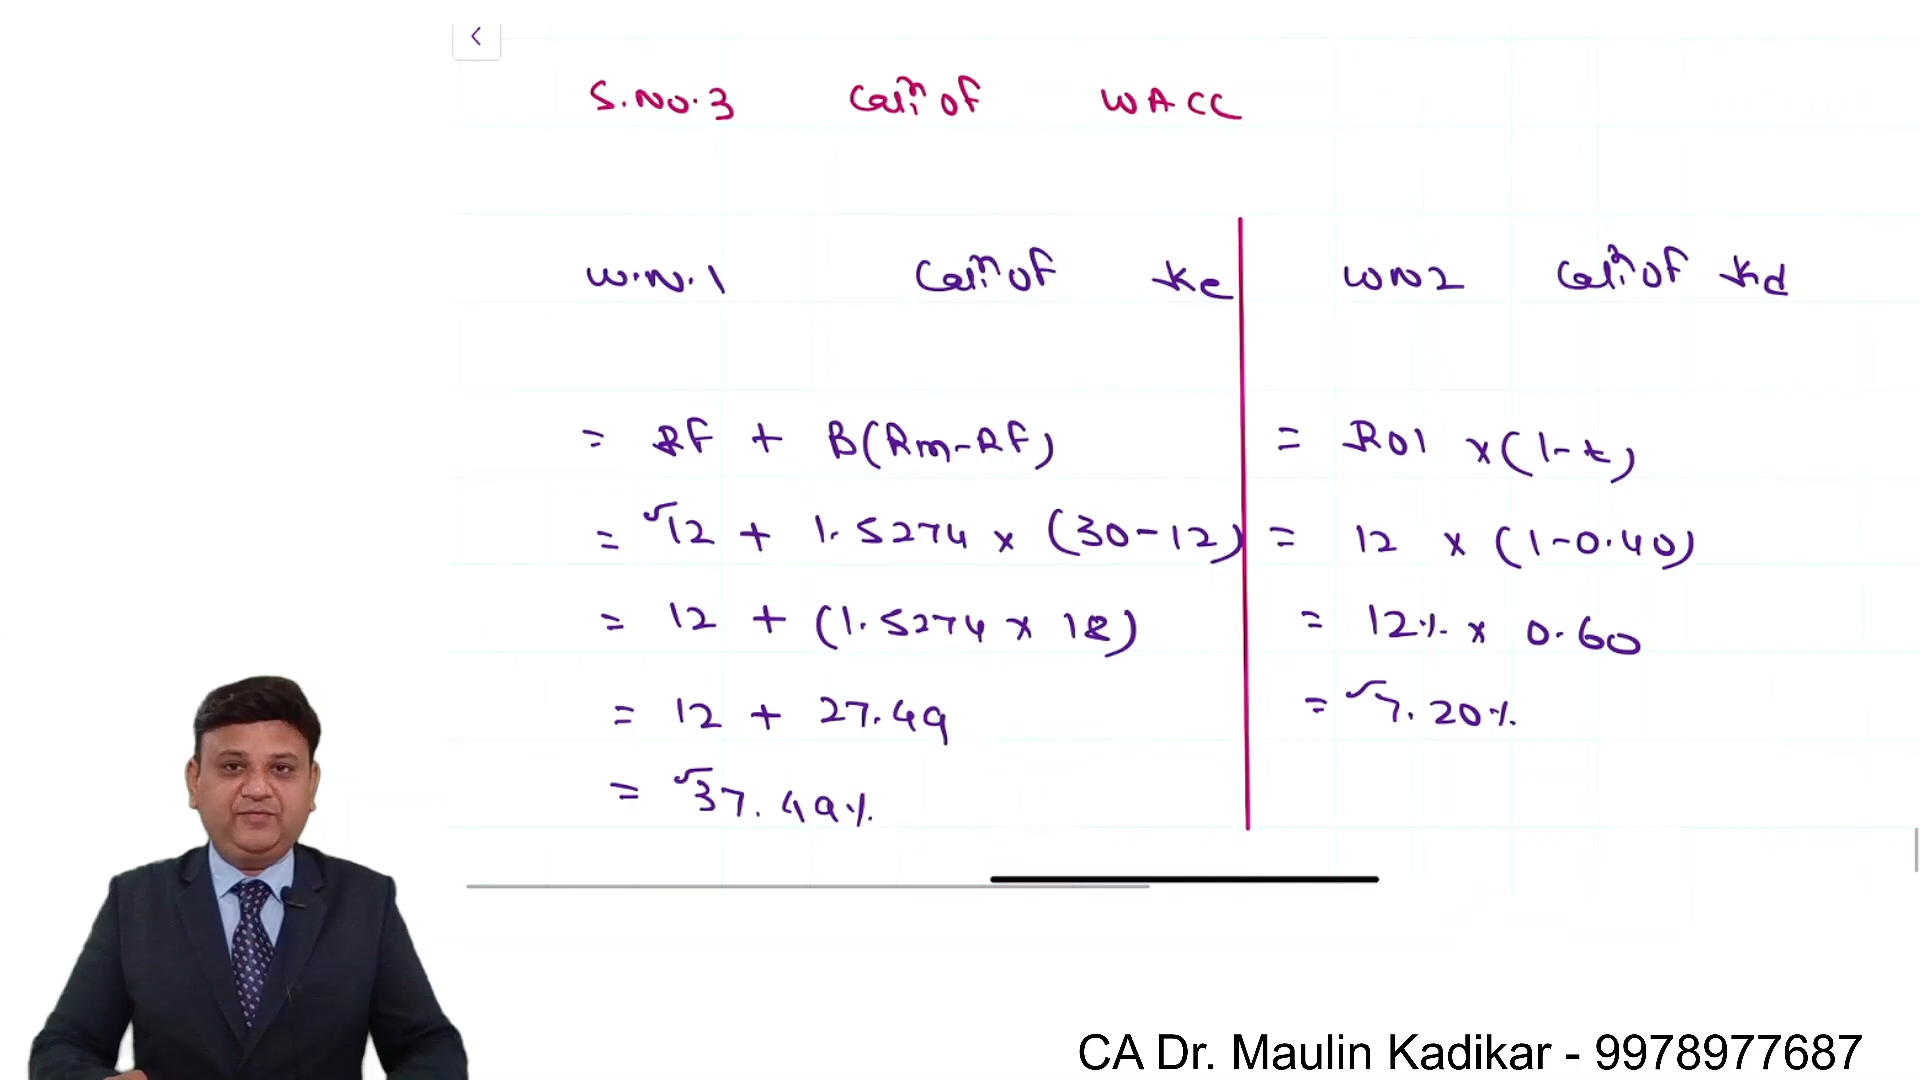 S.No.3 Calⁿ of WACC
W.N.1 Calⁿ of Ke
= RF + B(Rm-RF)
= 12 + 1.5274 x (30-12)
= 12 + (1.5274 x 18)
= 12 + 27.49
= 37.49%
WN2 Calⁿ of Kd
= ROI x (1-t)
= 12 x (1-0.40)
= 12% x 0.60
= 7.20%
CA Dr. Maulin Kadikar - 9978977687